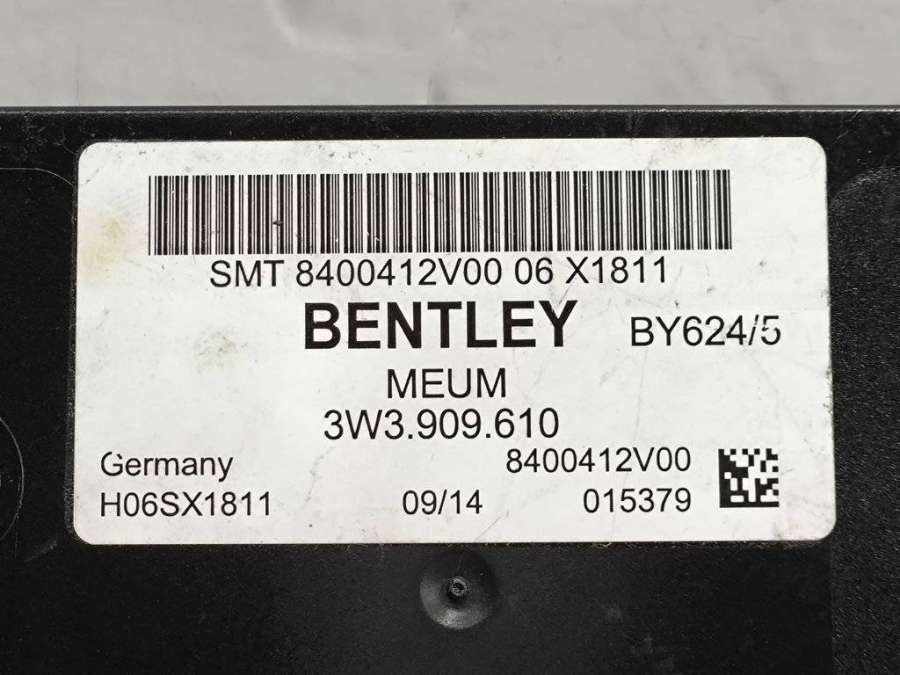 SMT 8400412V00 06 X1811
BENTLEY BY624/5
MEUM
3W3.909.610
Germany 8400412V00
H06SX1811 09/14 015379